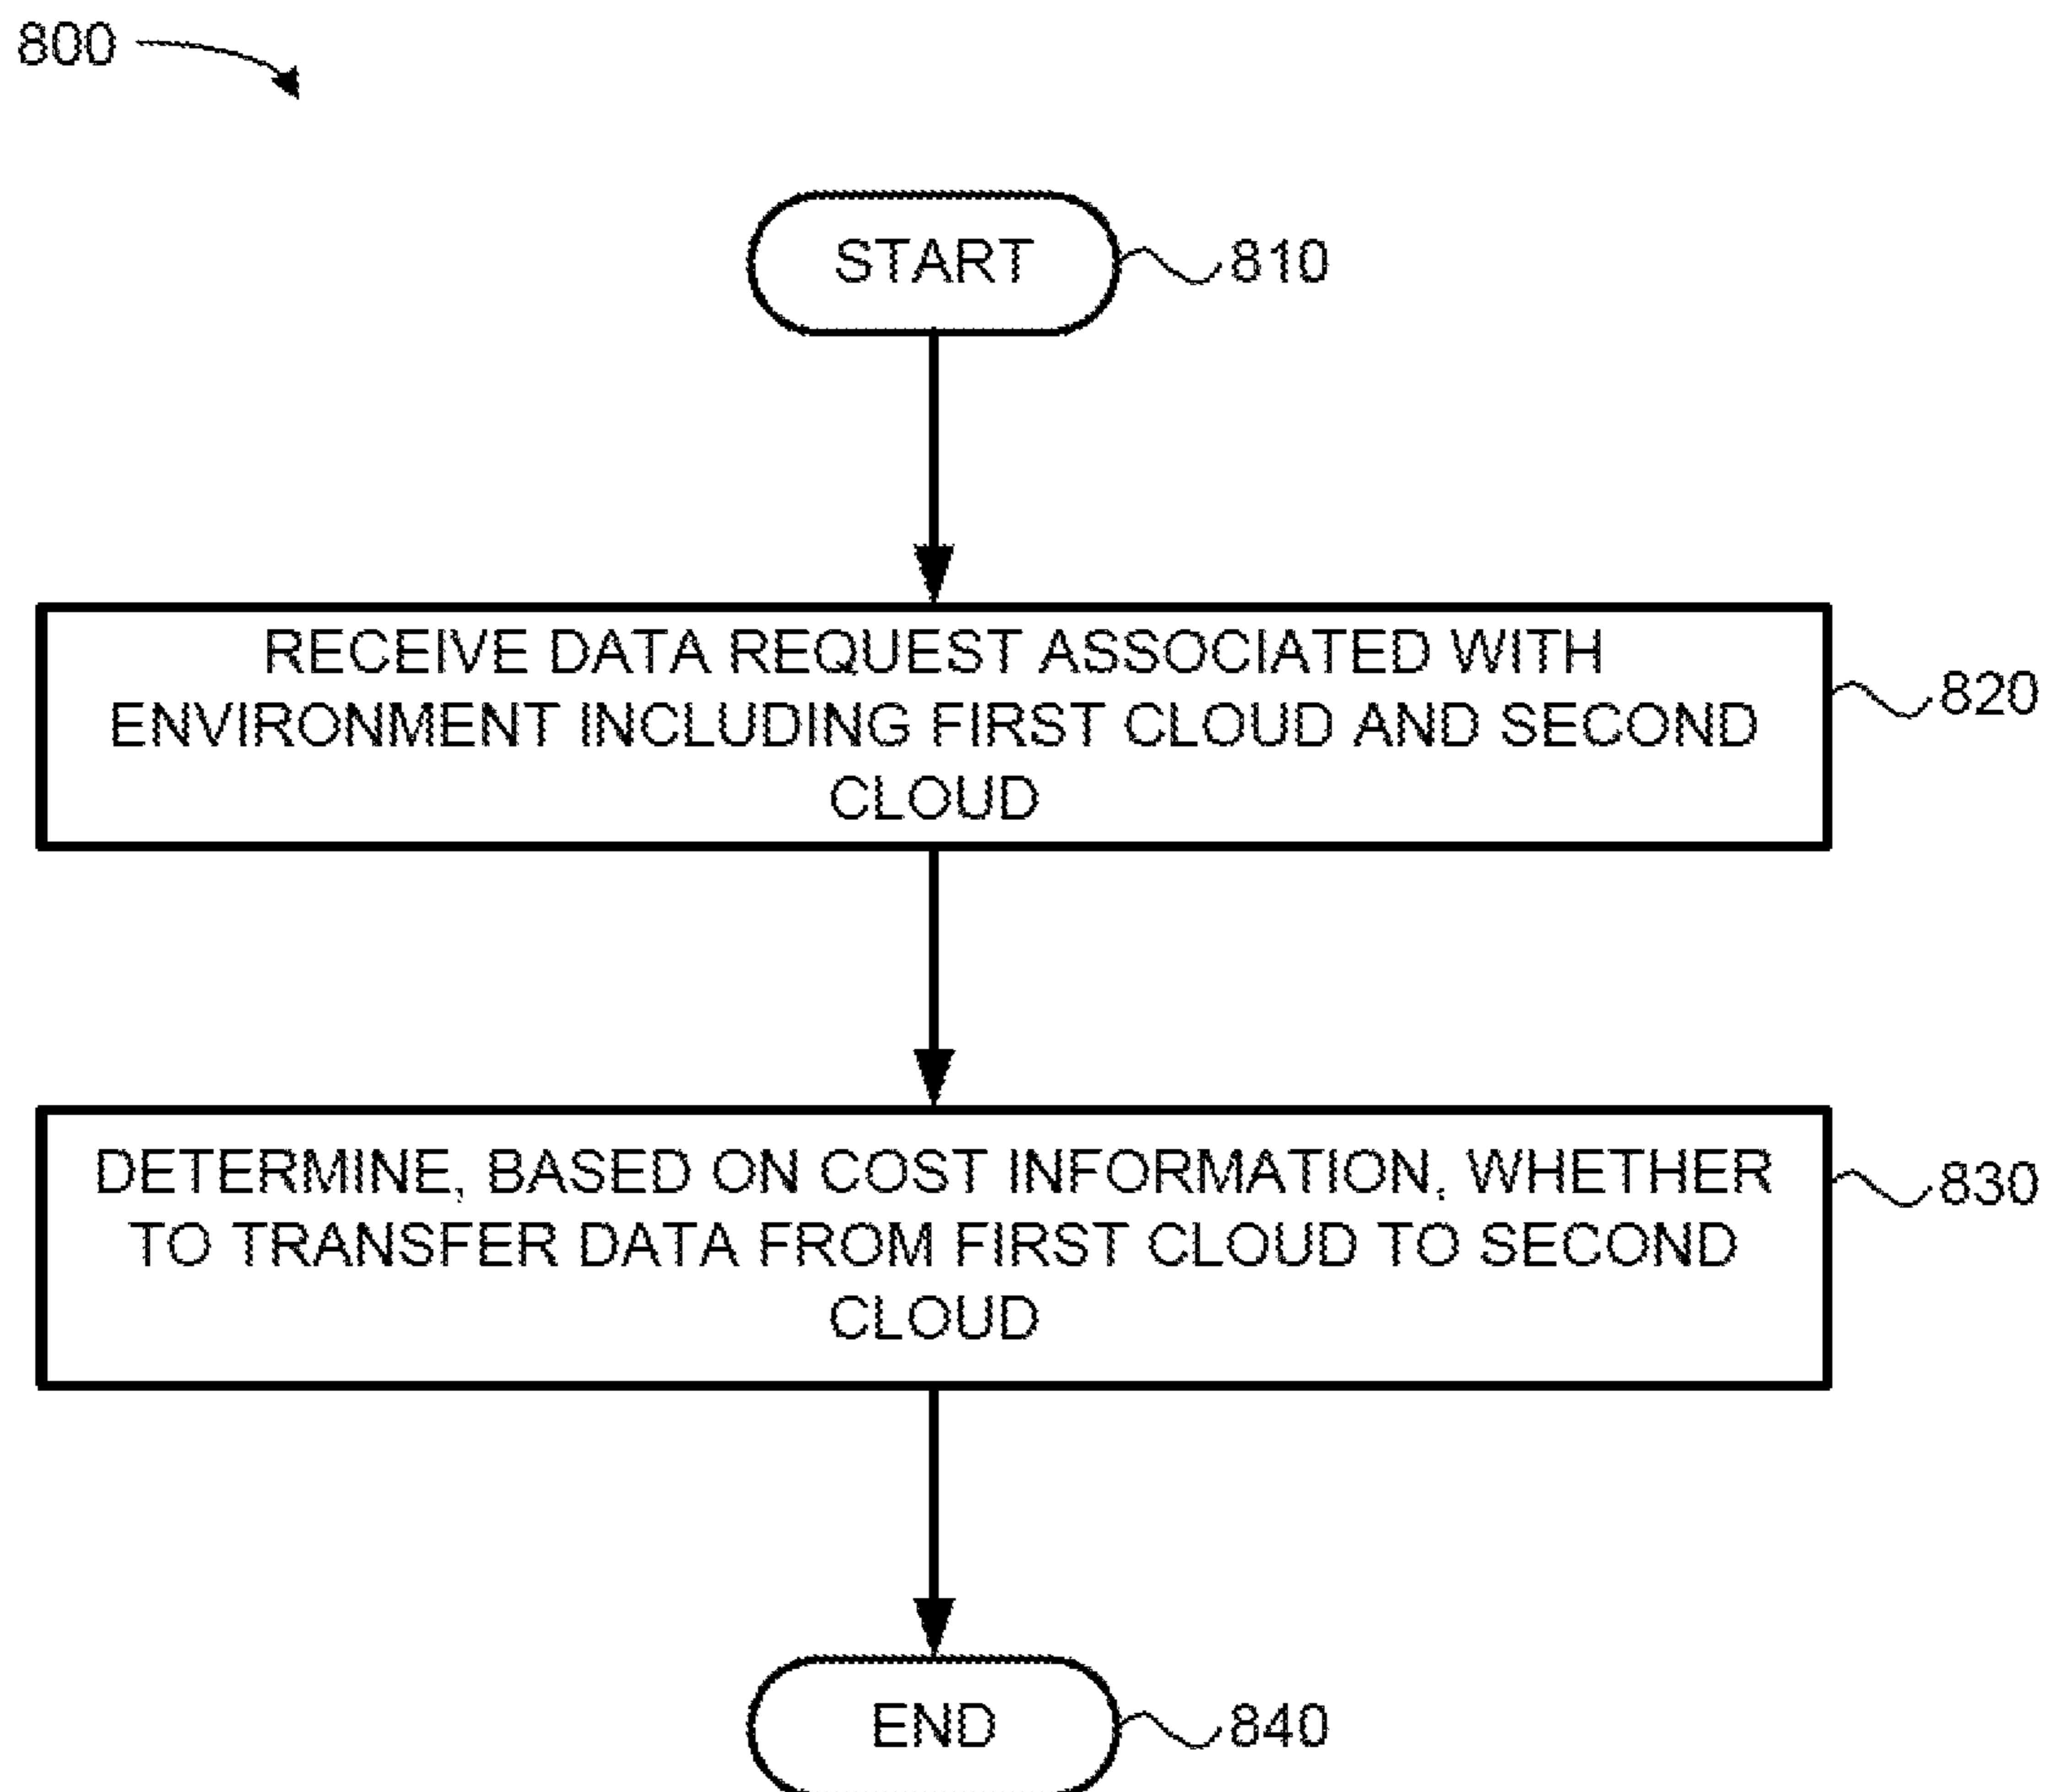 800
START
810
RECEIVE DATA REQUEST ASSOCIATED WITH
ENVIRONMENT INCLUDING FIRST CLOUD AND SECOND
CLOUD
820
DETERMINE, BASED ON COST INFORMATION, WHETHER
TO TRANSFER DATA FROM FIRST CLOUD TO SECOND
CLOUD
830
END
840